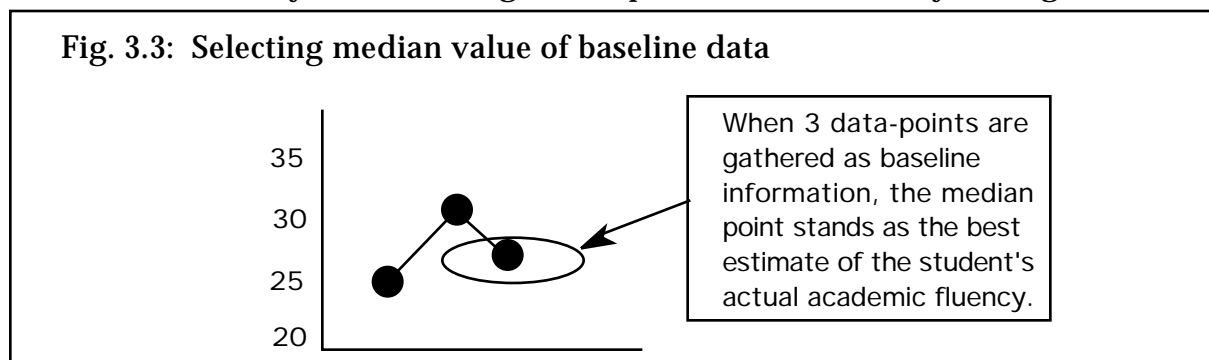 Fig. 3.3: Selecting median value of baseline data
When 3 data-points are
gathered as baseline
information, the median
point stands as the best
estimate of the student's
actual academic fluency.
35
30
25
20